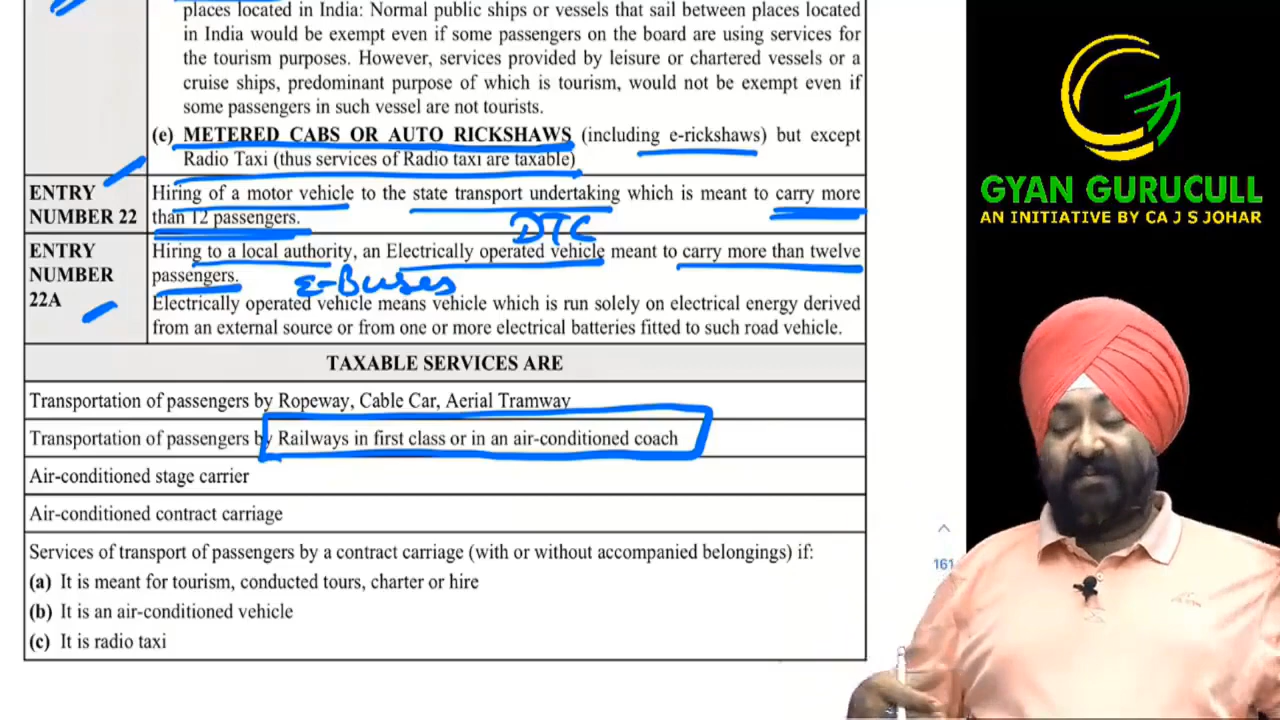 places located in India: Normal public ships or vessels that sail between places located
in India would be exempt even if some passengers on the board are using services for
the tourism purposes. However, services provided by leisure or chartered vessels or a
cruise ships, predominant purpose of which is tourism, would not be exempt even if
some passengers in such vessel are not tourists.
(e) METERED CABS OR AUTO RICKSHAWS (including e-rickshaws) but except
Radio Taxi (thus services of Radio taxi are taxable)
ENTRY
NUMBER 22
Hiring of a motor vehicle to the state transport undertaking which is meant to carry more
than 12 passengers.
DTC
ENTRY
NUMBER
22A
Hiring to a local authority, an Electrically operated vehicle meant to carry more than twelve
passengers.
E-Buses
Electrically operated vehicle means vehicle which is run solely on electrical energy derived
from an external source or from one or more electrical batteries fitted to such road vehicle.
TAXABLE SERVICES ARE
Transportation of passengers by Ropeway, Cable Car, Aerial Tramway
Transportation of passengers by Railways in first class or in an air-conditioned coach
Air-conditioned stage carrier
Air-conditioned contract carriage
Services of transport of passengers by a contract carriage (with or without accompanied belongings) if:
(a) It is meant for tourism, conducted tours, charter or hire
(b) It is an air-conditioned vehicle
(c) It is radio taxi
161
GYAN GURUCULL
AN INITIATIVE BY CA J S JOHAR